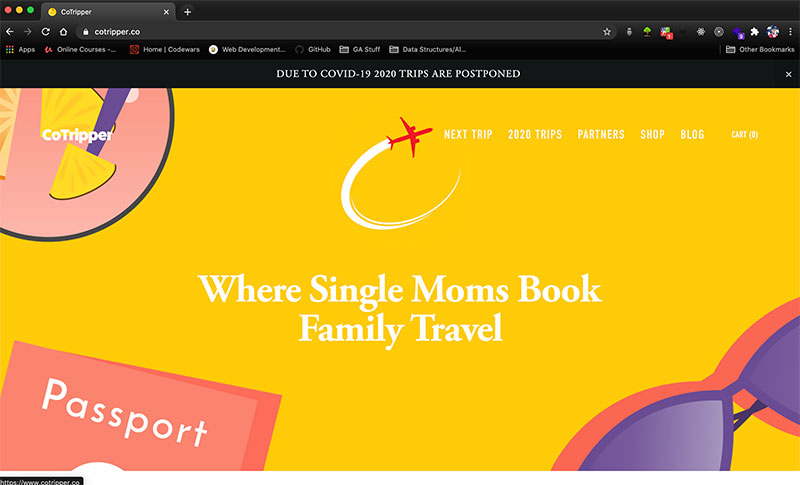 CoTripper
cotripper.co
Apps
Online Courses -...
Home | Codewars
Web Development...
GitHub
GA Stuff
Data Structures/Al...
Other Bookmarks
DUE TO COVID-19 2020 TRIPS ARE POSTPONED
CoTripper
NEXT TRIP
2020 TRIPS
PARTNERS
SHOP
BLOG
CART (0)
Where Single Moms Book
Family Travel
Passport
https://www.cotripper.co